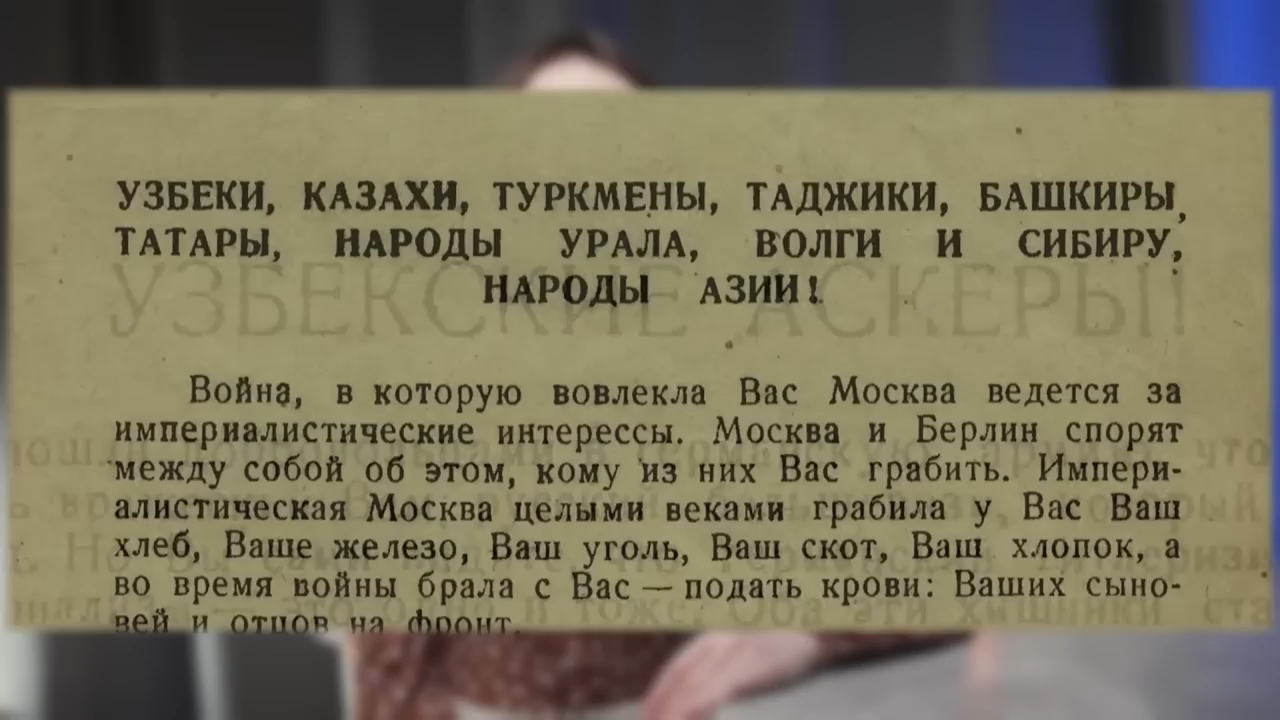 УЗБЕКИ, КАЗАХИ, ТУРКМЕНЫ, ТАДЖИКИ, БАШКИРЫ,
ТАТАРЫ, НАРОДЫ УРАЛА, ВОЛГИ И СИБИРУ,
НАРОДЫ АЗИИ!
УЗБЕКСКИЕ АСКЕРЫ!
Война, в которую вовлекла Вас Москва ведется за
империалистические интерессы. Москва и Берлин спорят
между собой об этом, кому из них Вас грабить. Импери-
алистическая Москва целыми веками грабила у Вас Ваш
хлеб, Ваше железо, Ваш уголь, Ваш скот, Ваш хлопок, а
во время войны брала с Вас — подать крови: Ваших сыно-
вей и отцов на фронт.